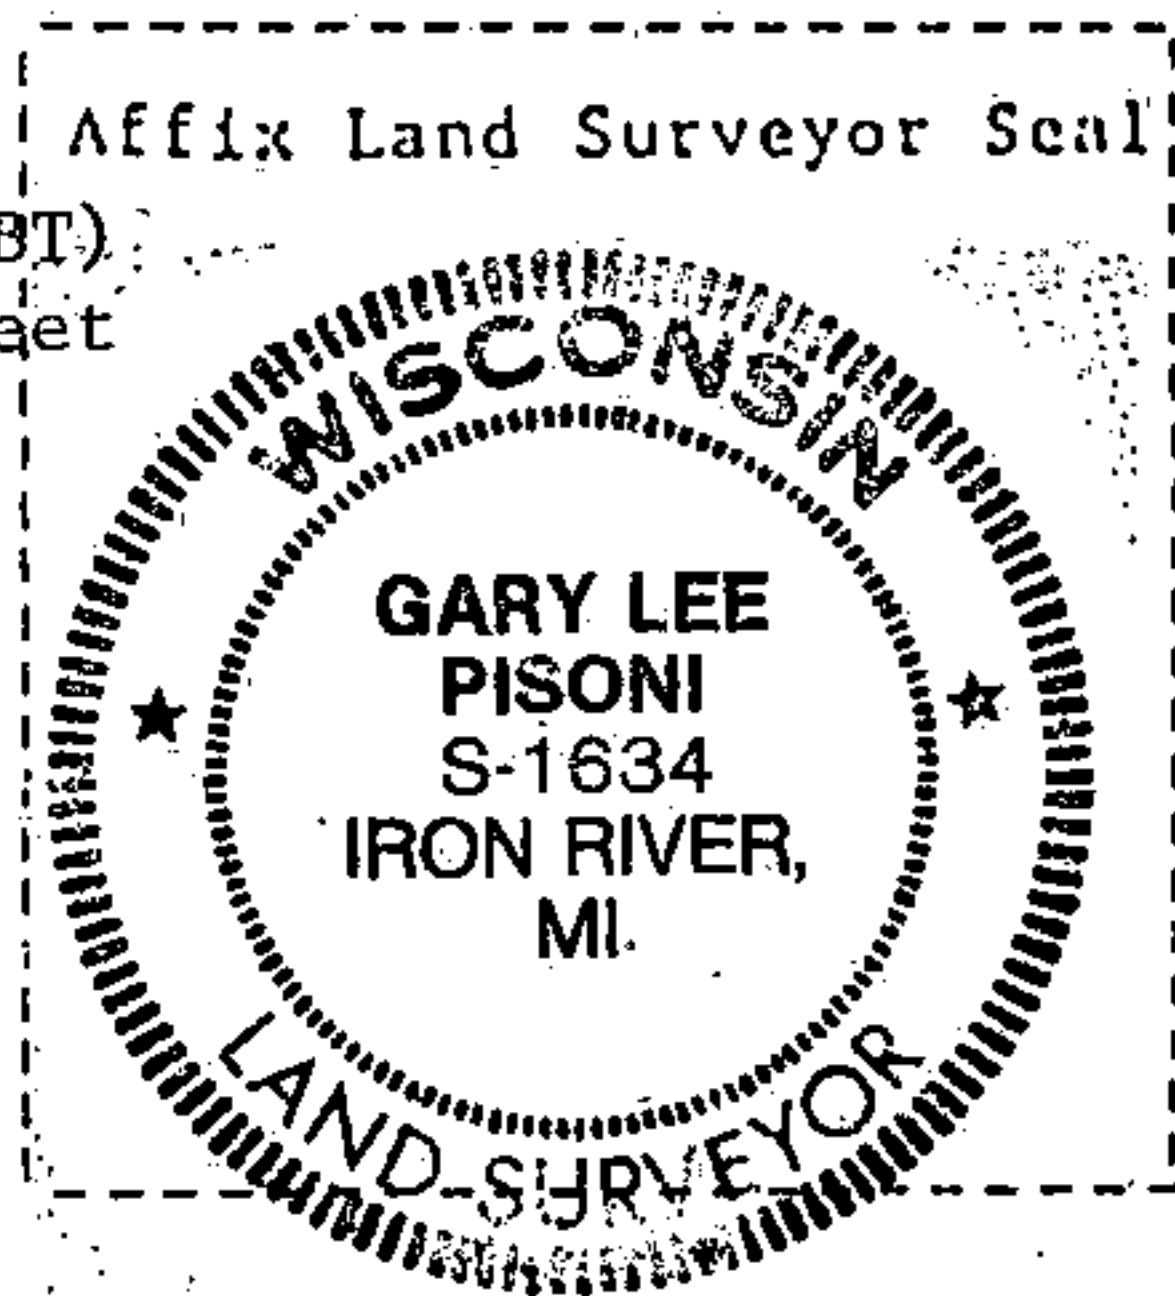 Affix Land Surveyor Seal
BT)
eet
WISCONSIN
GARY LEE
PISONI
S-1634
IRON RIVER,
MI.
LAND SURVEYOR